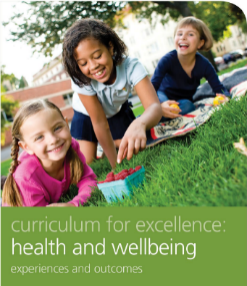 curriculum for excellence:
health and wellbeing
experiences and outcomes